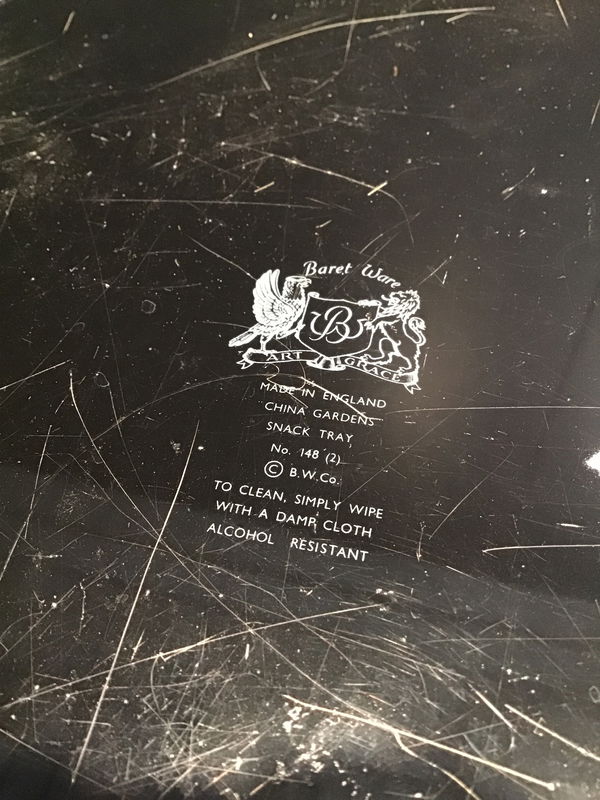 Baret Ware
BW
ART GRACE
MADE IN ENGLAND
CHINA GARDENS
SNACK TRAY
No. 148 (2)
© B.W.Co.
TO CLEAN, SIMPLY WIPE
WITH A DAMP CLOTH
ALCOHOL RESISTANT